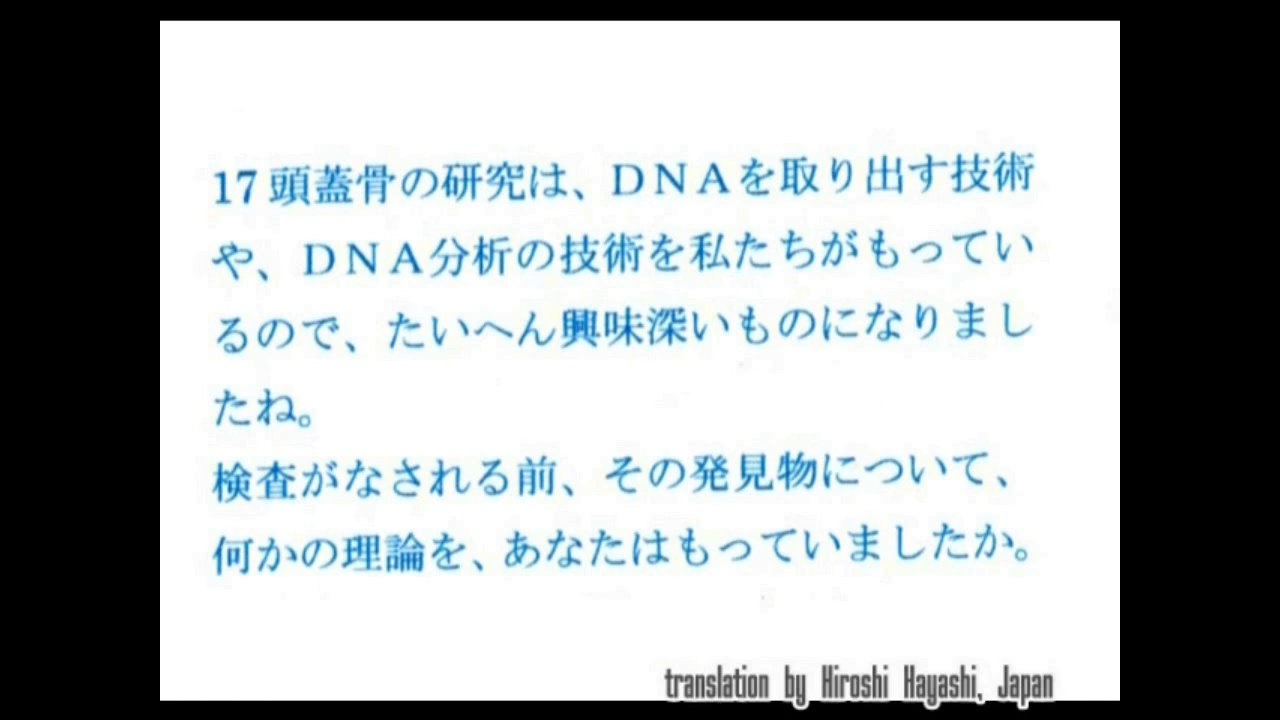 17頭蓋骨の研究は、DNAを取り出す技術
や、DNA分析の技術を私たちがもってい
るので、たいへん興味深いものになりまし
たね。
検査がなされる前、その発見物について、
何かの理論を、あなたはもっていましたか。
translation by Hiroshi Hayashi, Japan